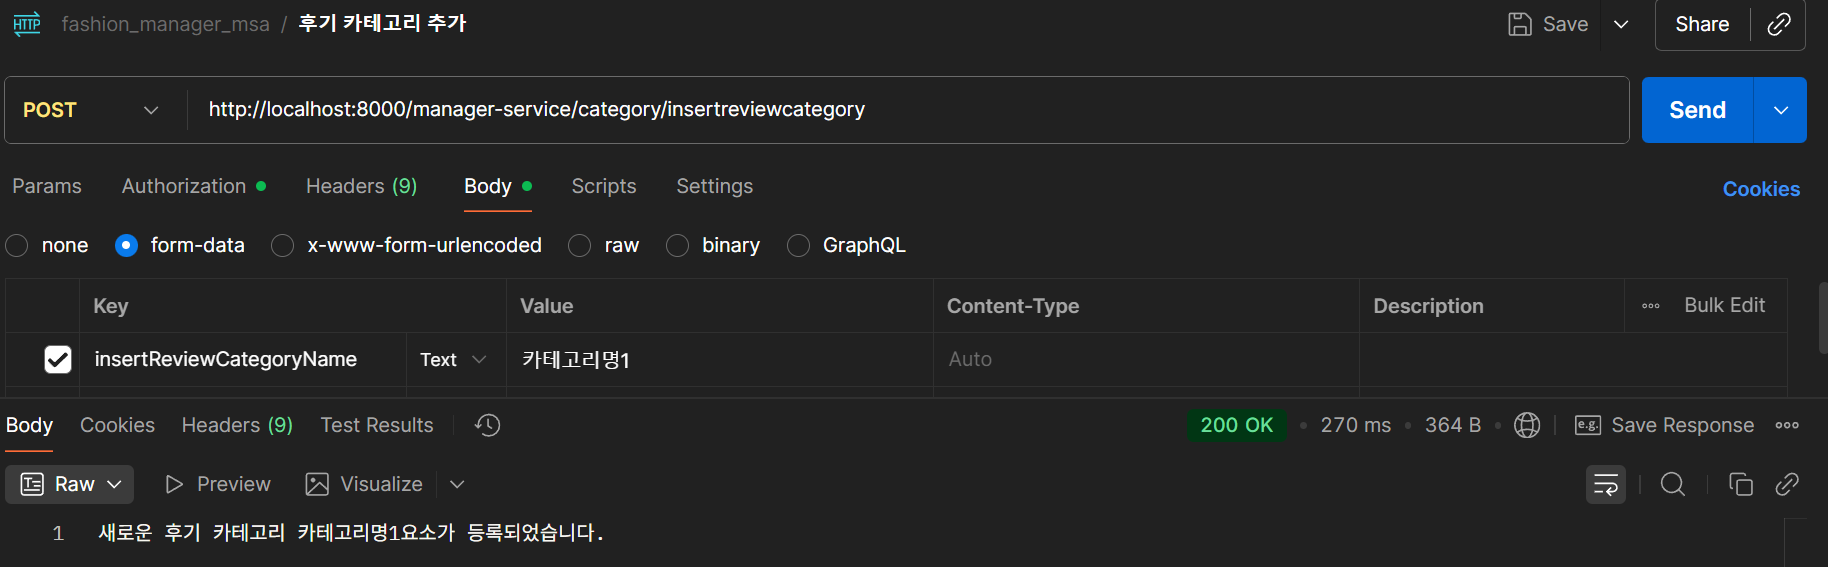 HTTP fashion_manager_msa / 후기 카테고리 추가 Save Share
POST http://localhost:8000/manager-service/category/insertreviewcategory Send
Params Authorization Headers (9) Body Scripts Settings Cookies
none form-data x-www-form-urlencoded raw binary GraphQL
Key Value Content-Type Description Bulk Edit
insertReviewCategoryName Text 카테고리명1 Auto
Body Cookies Headers (9) Test Results 200 OK 270 ms 364 B e.g. Save Response
Raw Preview Visualize
1 새로운 후기 카테고리 카테고리명1요소가 등록되었습니다.